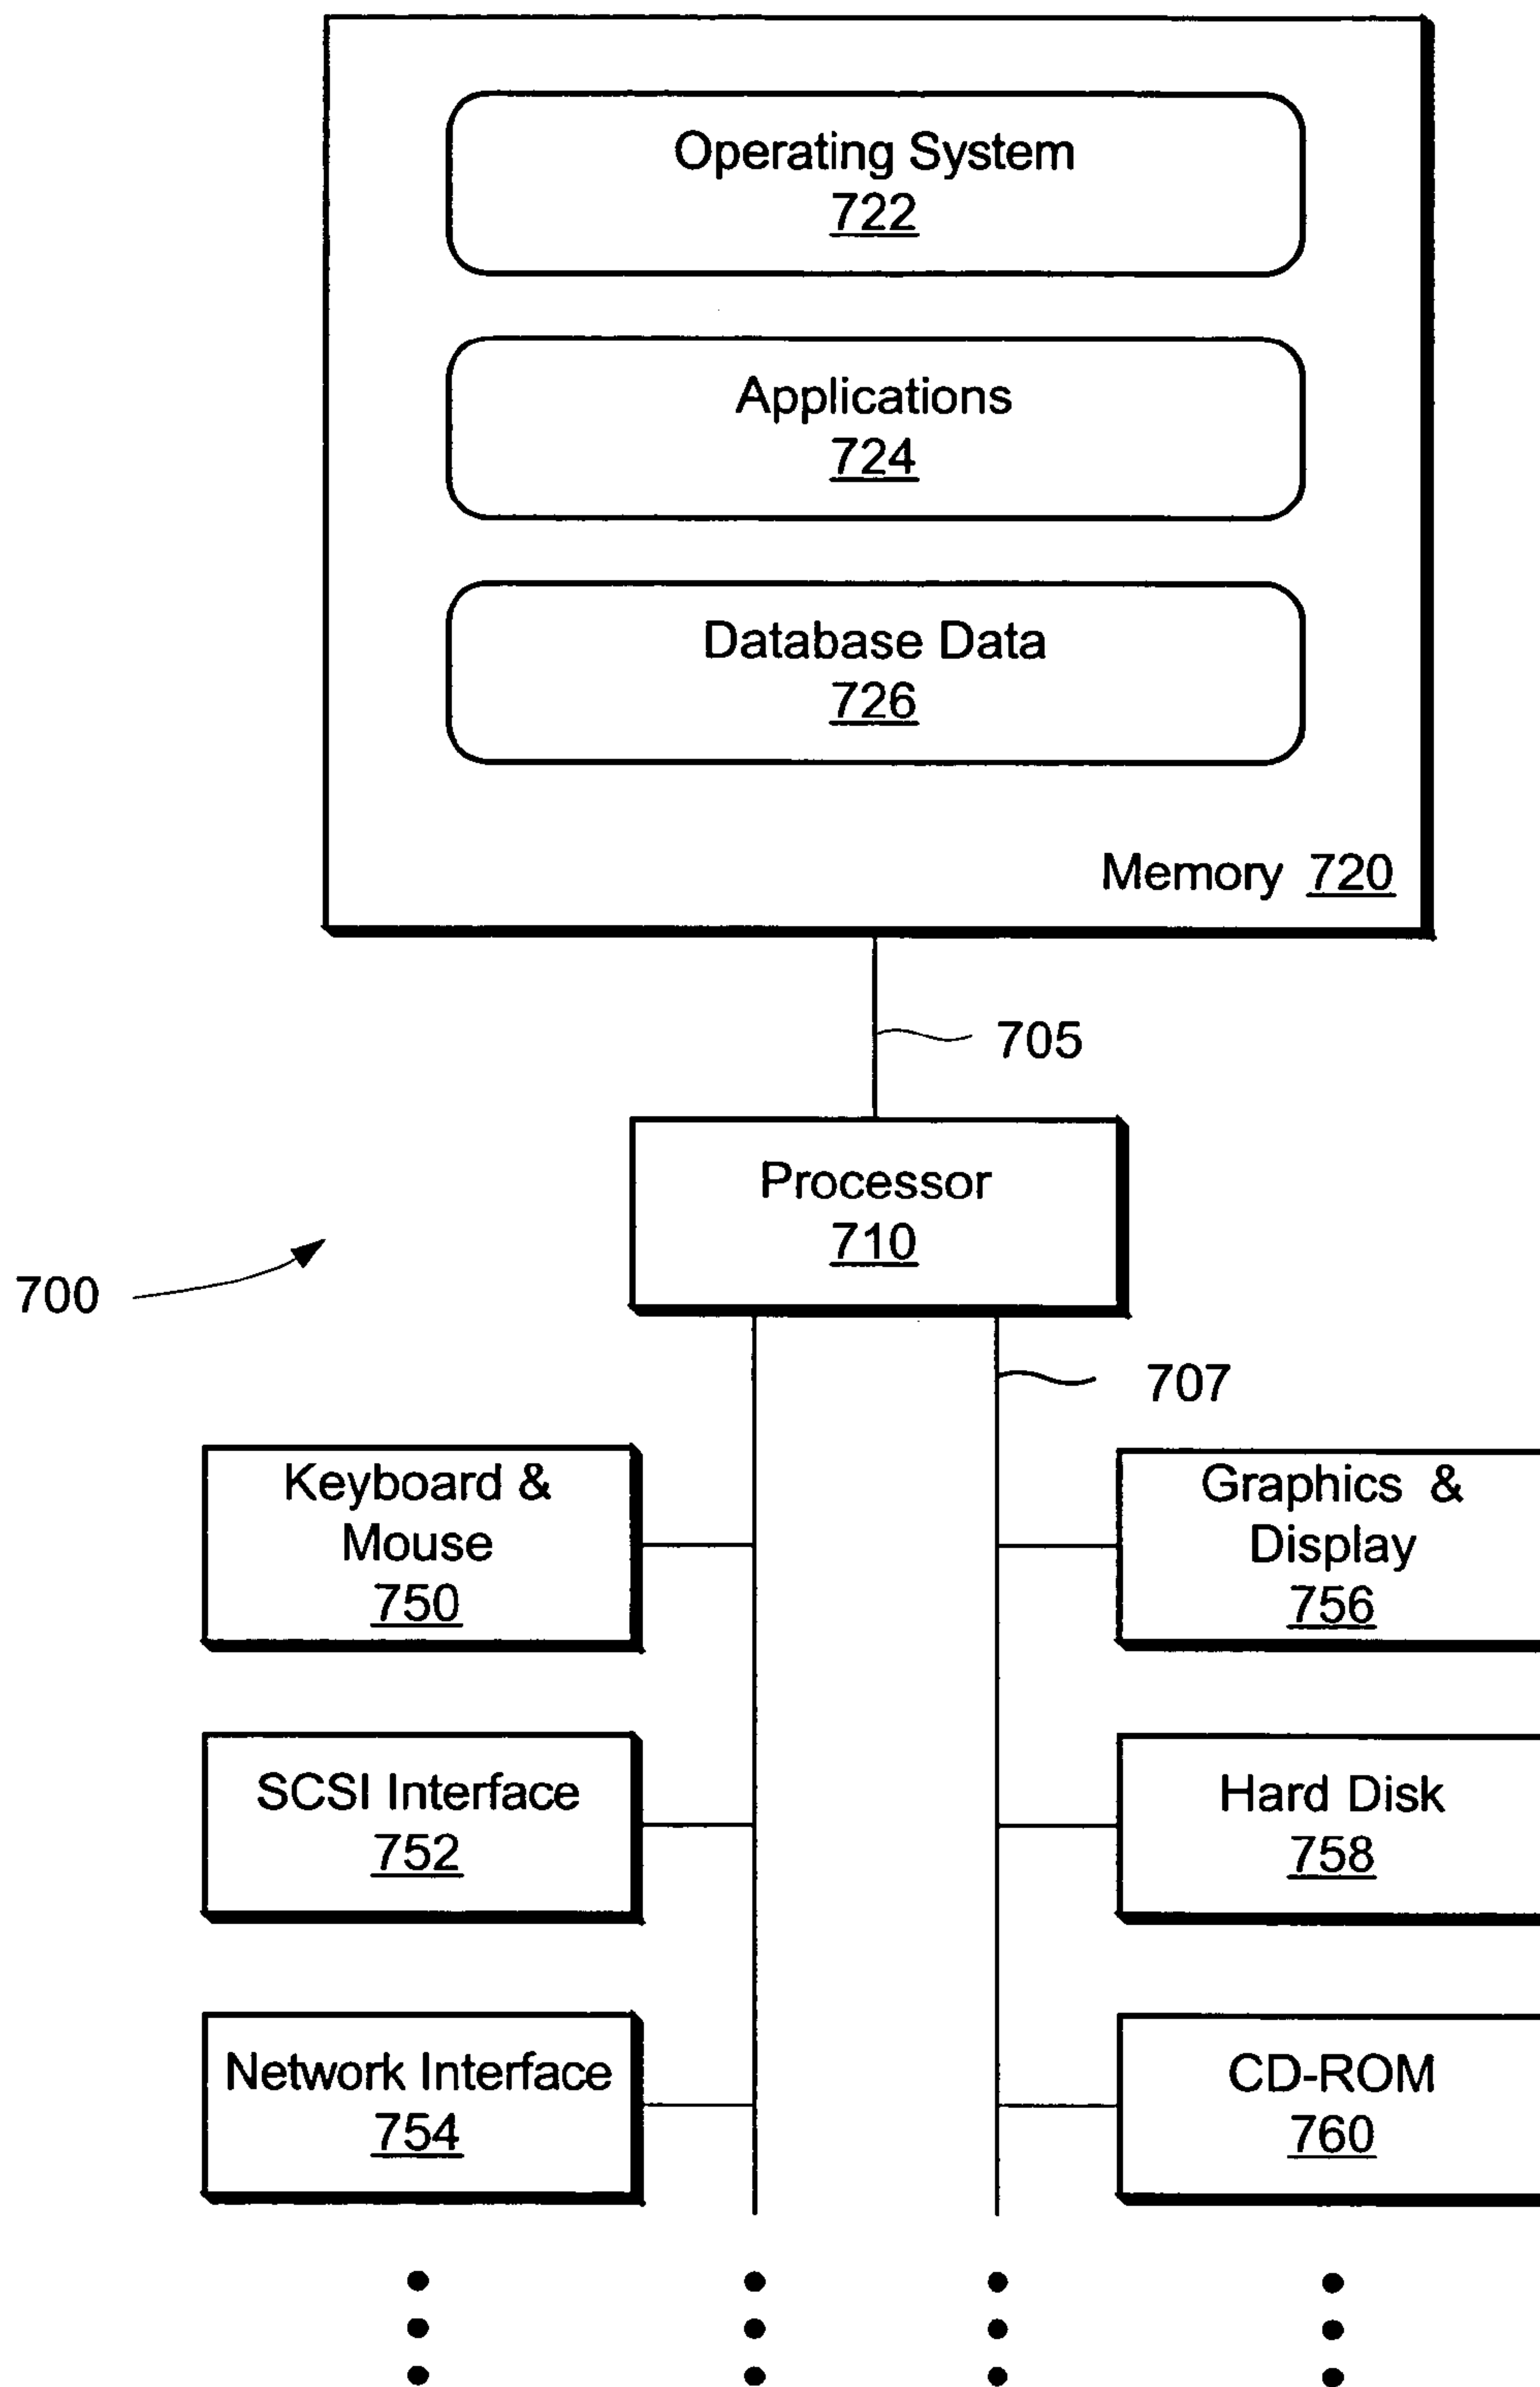 Operating System
722
Applications
724
Database Data
726
Memory 720
705
Processor
710
700
707
Keyboard &
Mouse
750
Graphics &
Display
756
SCSI Interface
752
Hard Disk
758
Network Interface
754
CD-ROM
760